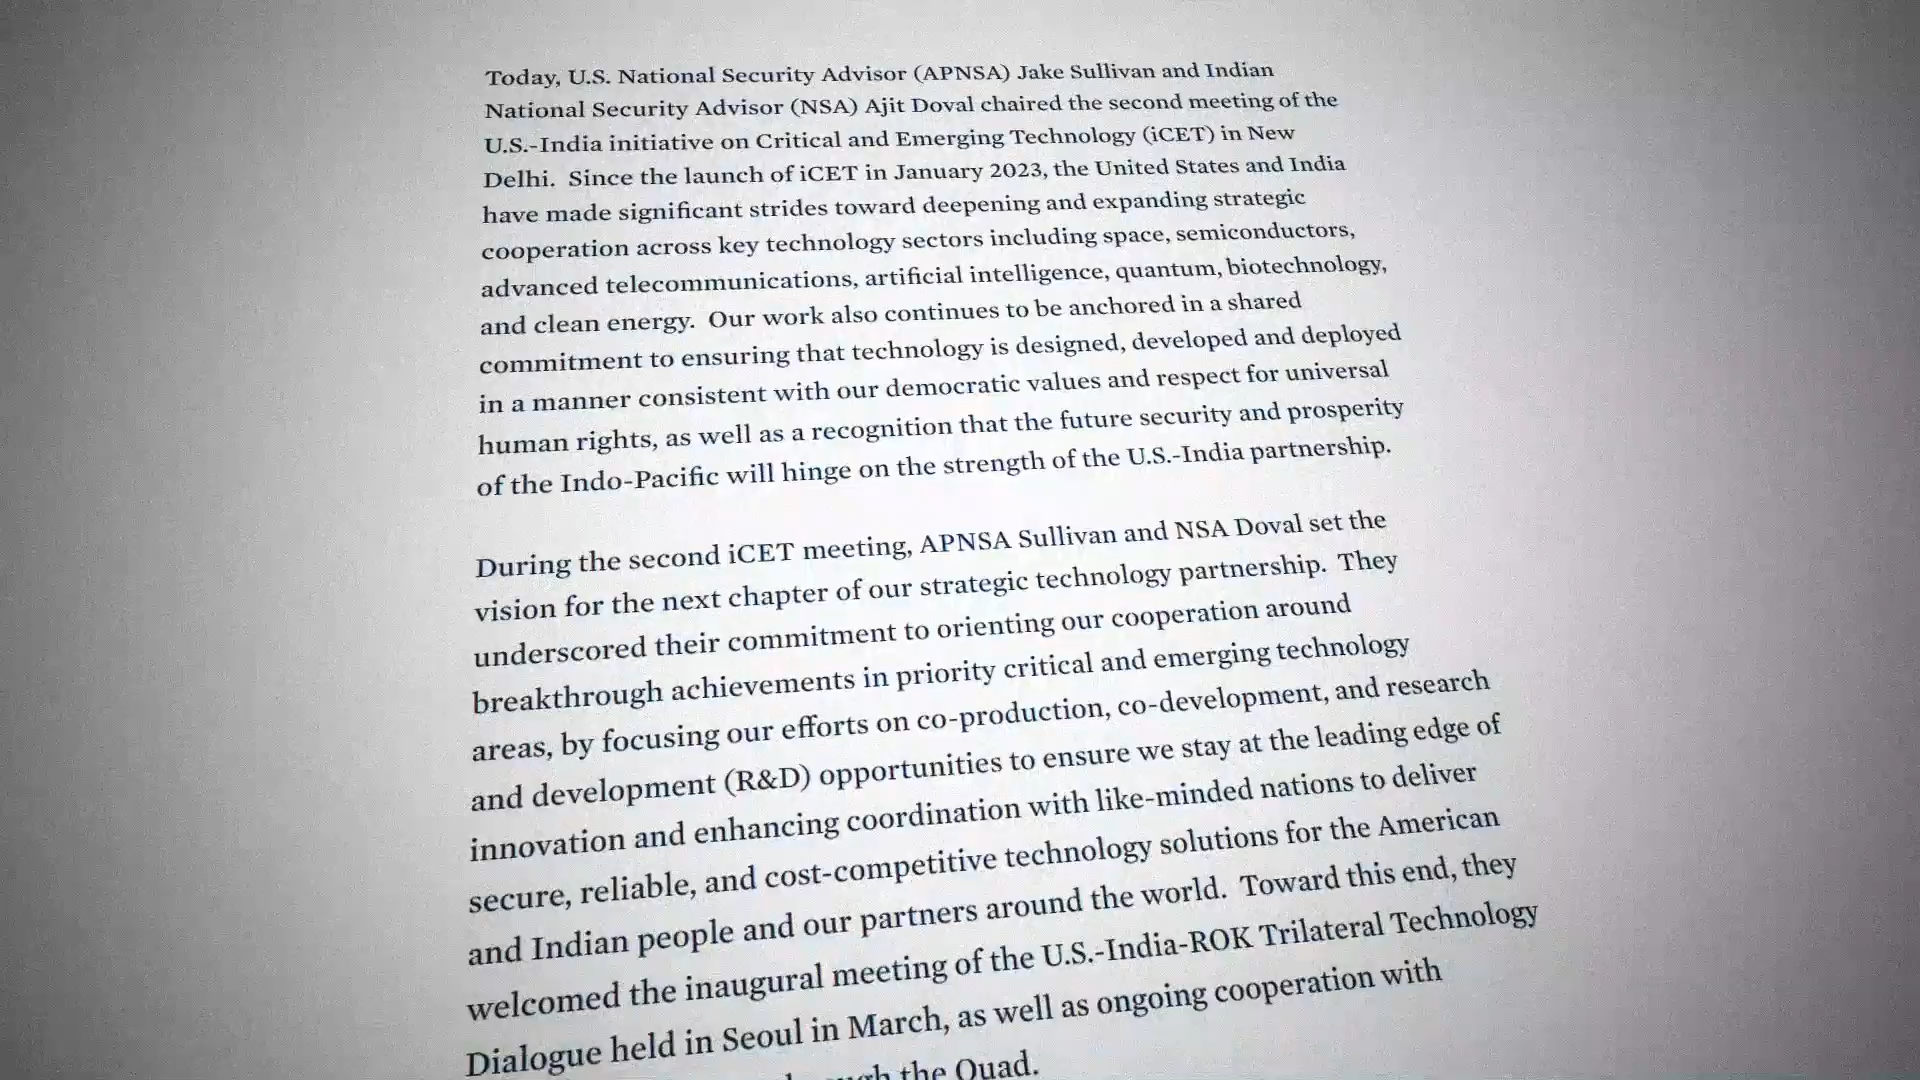 Today, U.S. National Security Advisor (APNSA) Jake Sullivan and Indian
National Security Advisor (NSA) Ajit Doval chaired the second meeting of the
U.S.-India initiative on Critical and Emerging Technology (iCET) in New
Delhi.  Since the launch of iCET in January 2023, the United States and India
have made significant strides toward deepening and expanding strategic
cooperation across key technology sectors including space, semiconductors,
advanced telecommunications, artificial intelligence, quantum, biotechnology,
and clean energy.  Our work also continues to be anchored in a shared
commitment to ensuring that technology is designed, developed and deployed
in a manner consistent with our democratic values and respect for universal
human rights, as well as a recognition that the future security and prosperity
of the Indo-Pacific will hinge on the strength of the U.S.-India partnership.
During the second iCET meeting, APNSA Sullivan and NSA Doval set the
vision for the next chapter of our strategic technology partnership.  They
underscored their commitment to orienting our cooperation around
breakthrough achievements in priority critical and emerging technology
areas, by focusing our efforts on co-production, co-development, and research
and development (R&D) opportunities to ensure we stay at the leading edge of
innovation and enhancing coordination with like-minded nations to deliver
secure, reliable, and cost-competitive technology solutions for the American
and Indian people and our partners around the world.  Toward this end, they
welcomed the inaugural meeting of the U.S.-India-ROK Trilateral Technology
Dialogue held in Seoul in March, as well as ongoing cooperation with
the Quad.